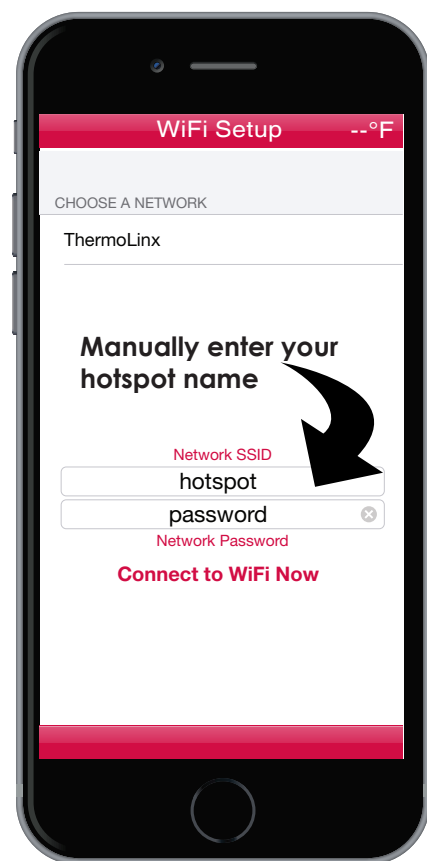 WiFi Setup --°F
CHOOSE A NETWORK
ThermoLinx
Manually enter your
hotspot name
Network SSID
hotspot
password
Network Password
Connect to WiFi Now